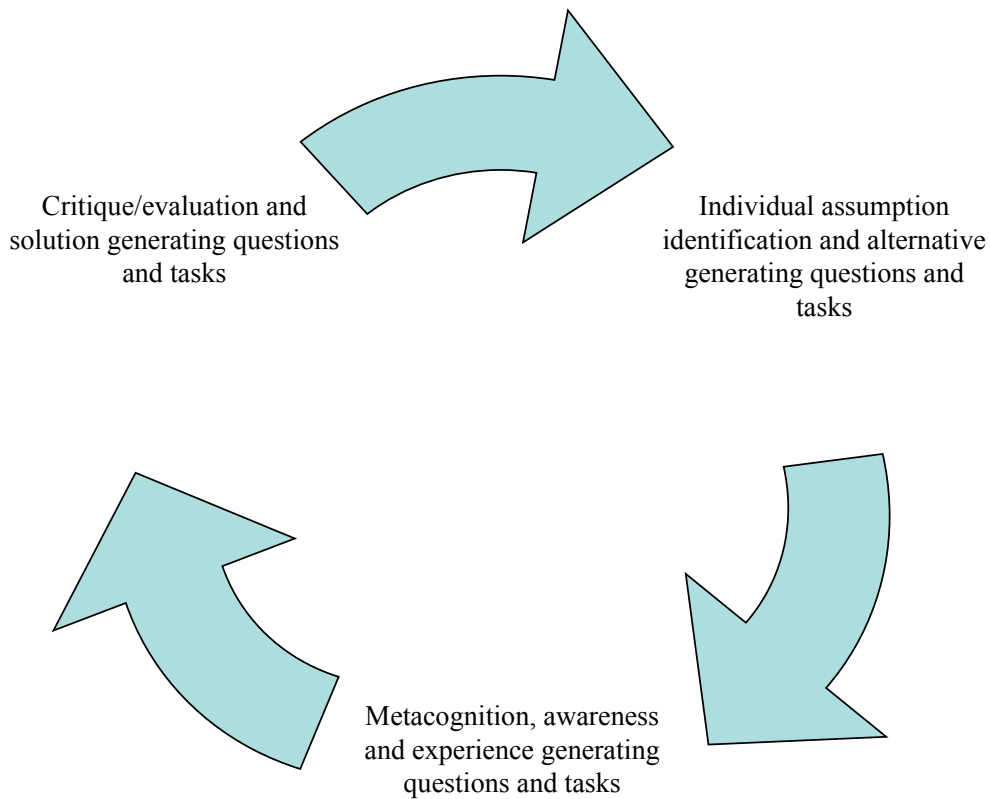 Critique/evaluation and
solution generating questions
and tasks
Individual assumption
identification and alternative
generating questions and
tasks
Metacognition, awareness
and experience generating
questions and tasks